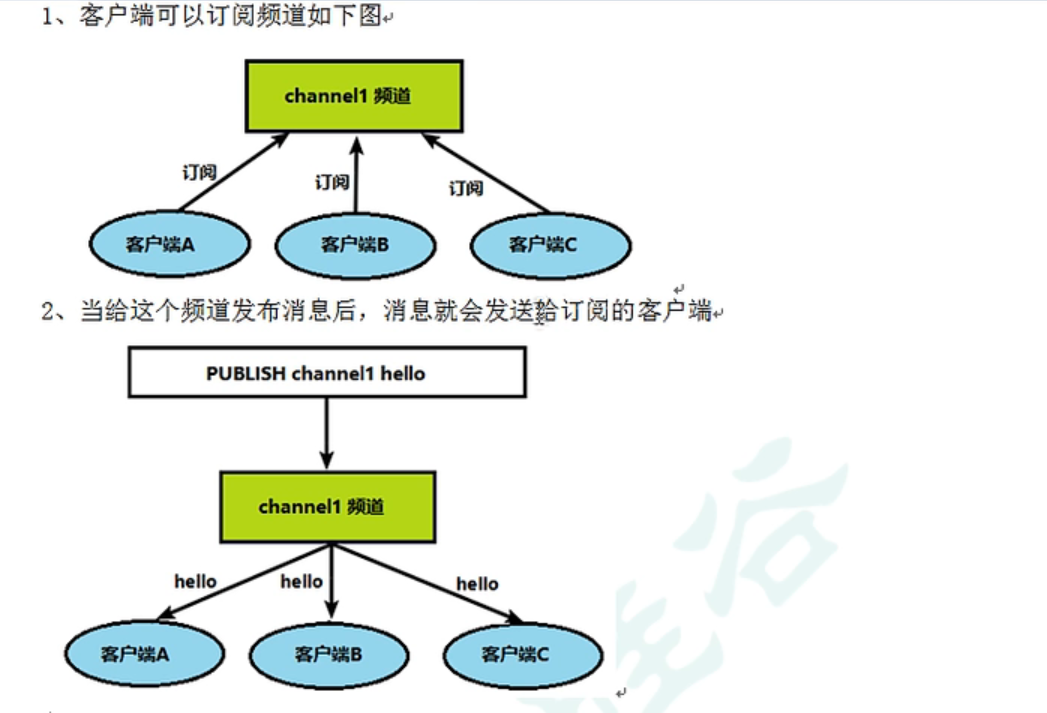 1、客户端可以订阅频道如下图
channel1 频道
订阅
订阅
订阅
客户端A
客户端B
客户端C
2、当给这个频道发布消息后，消息就会发送给订阅的客户端
PUBLISH channel1 hello
channel1 频道
hello
hello
hello
客户端A
客户端B
客户端C
谷